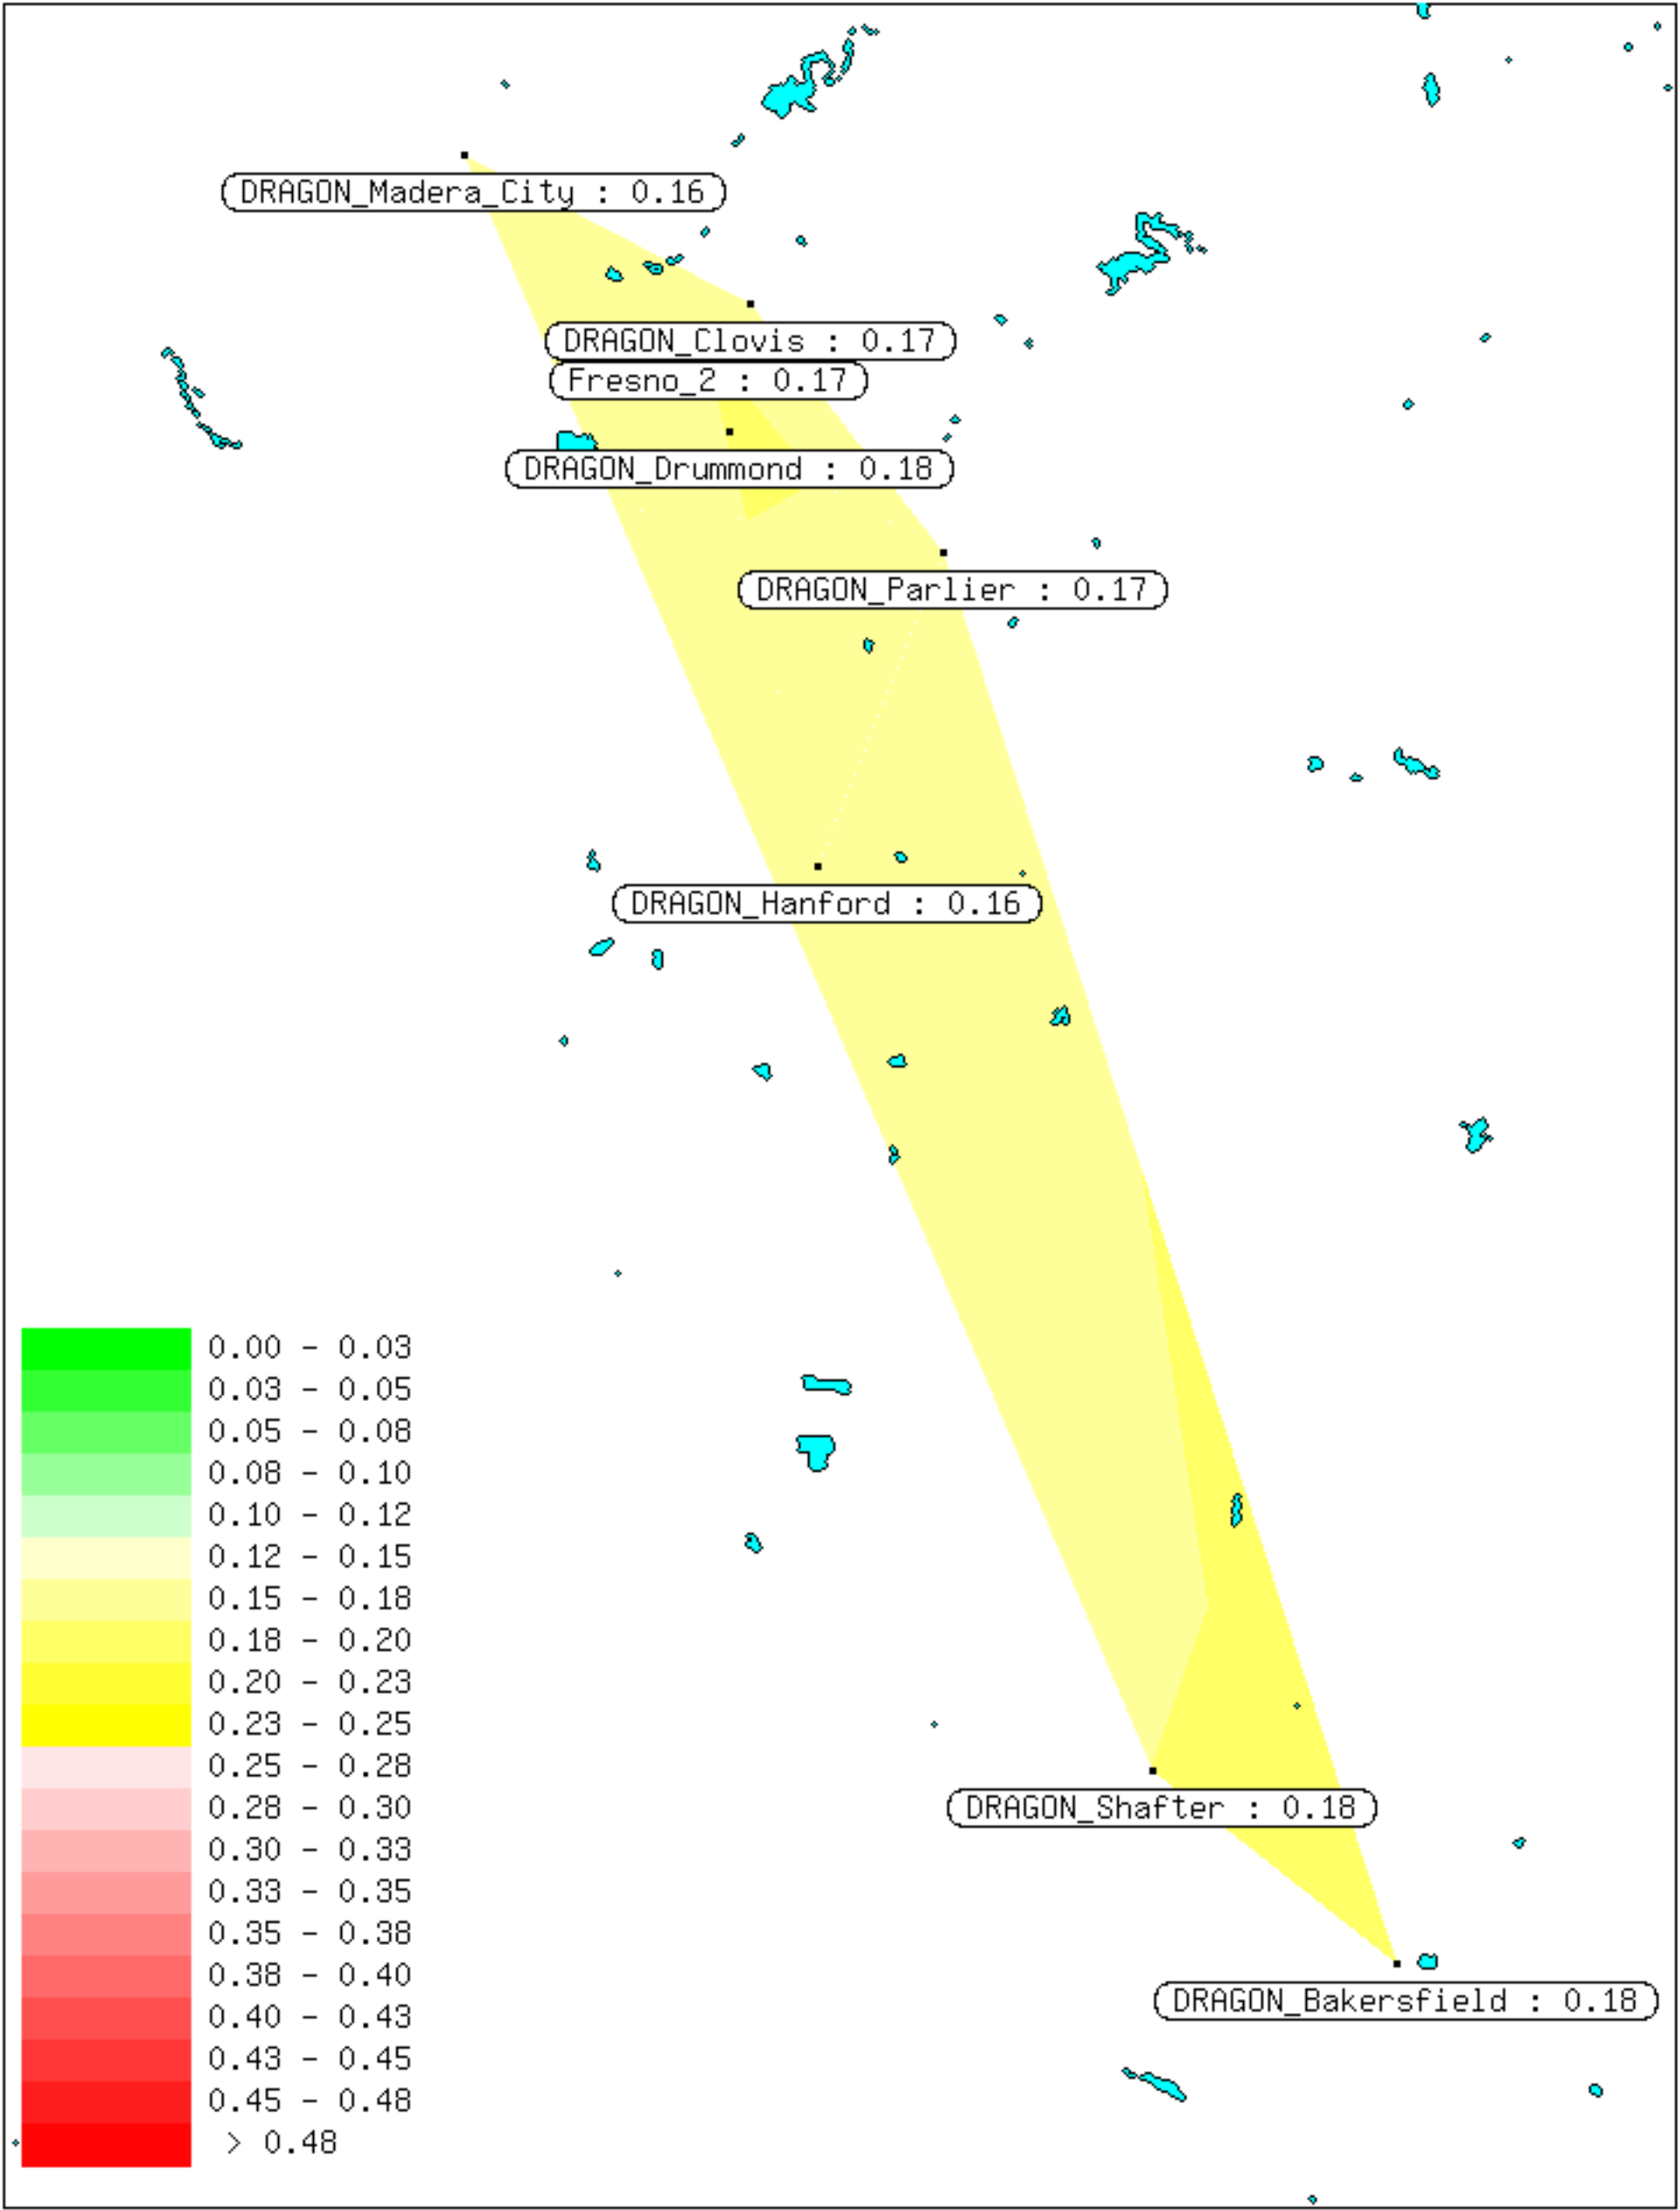 DRAGON_Madera_City : 0.16
DRAGON_Clovis : 0.17
Fresno_2 : 0.17
DRAGON_Drummond : 0.18
DRAGON_Parlier : 0.17
DRAGON_Hanford : 0.16
DRAGON_Shafter : 0.18
DRAGON_Bakersfield : 0.18
0.00 - 0.03
0.03 - 0.05
0.05 - 0.08
0.08 - 0.10
0.10 - 0.12
0.12 - 0.15
0.15 - 0.18
0.18 - 0.20
0.20 - 0.23
0.23 - 0.25
0.25 - 0.28
0.28 - 0.30
0.30 - 0.33
0.33 - 0.35
0.35 - 0.38
0.38 - 0.40
0.40 - 0.43
0.43 - 0.45
0.45 - 0.48
> 0.48